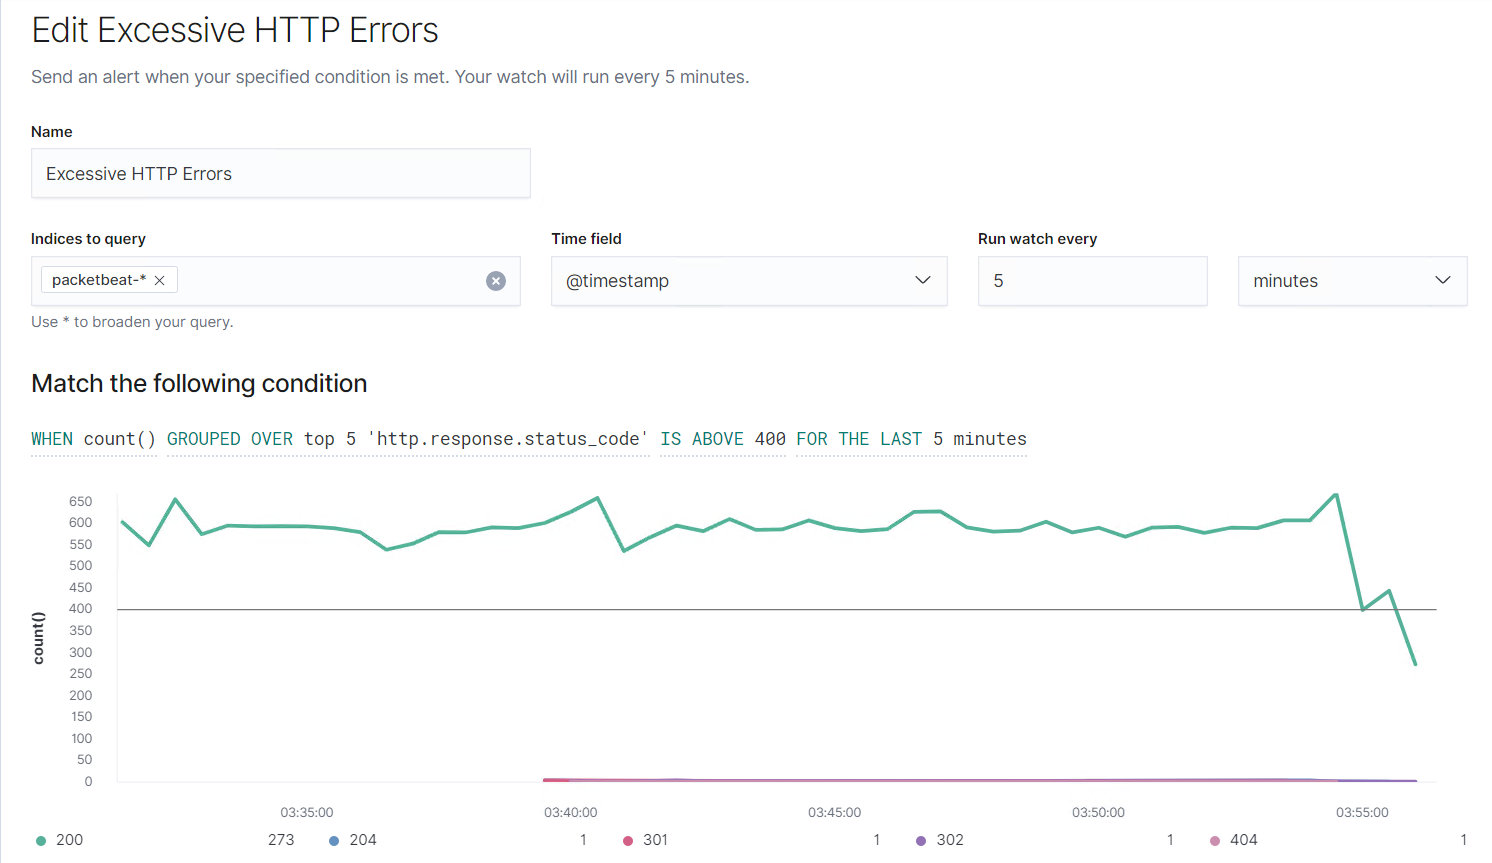 Edit Excessive HTTP Errors
Send an alert when your specified condition is met. Your watch will run every 5 minutes.
Name
Excessive HTTP Errors
Indices to query
Time field
Run watch every
packetbeat-*
@timestamp
5
minutes
Use * to broaden your query.
Match the following condition
WHEN count() GROUPED OVER top 5 'http.response.status_code' IS ABOVE 400 FOR THE LAST 5 minutes
count()
650
600
550
500
450
400
350
300
250
200
150
100
50
0
03:35:00 03:40:00 03:45:00 03:50:00 03:55:00
200 273 204 1 301 1 302 1 404 1